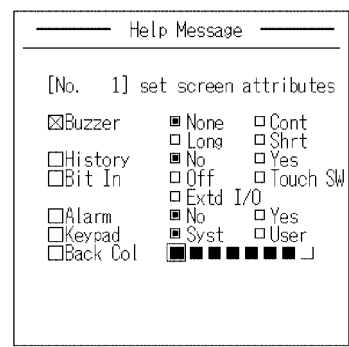 Help Message
[No. 1] set screen attributes
Buzzer None Cont
Long Shrt
History No Yes
Bit In Off Touch SW
Extd I/O
Alarm No Yes
Keypad Syst User
Back Col